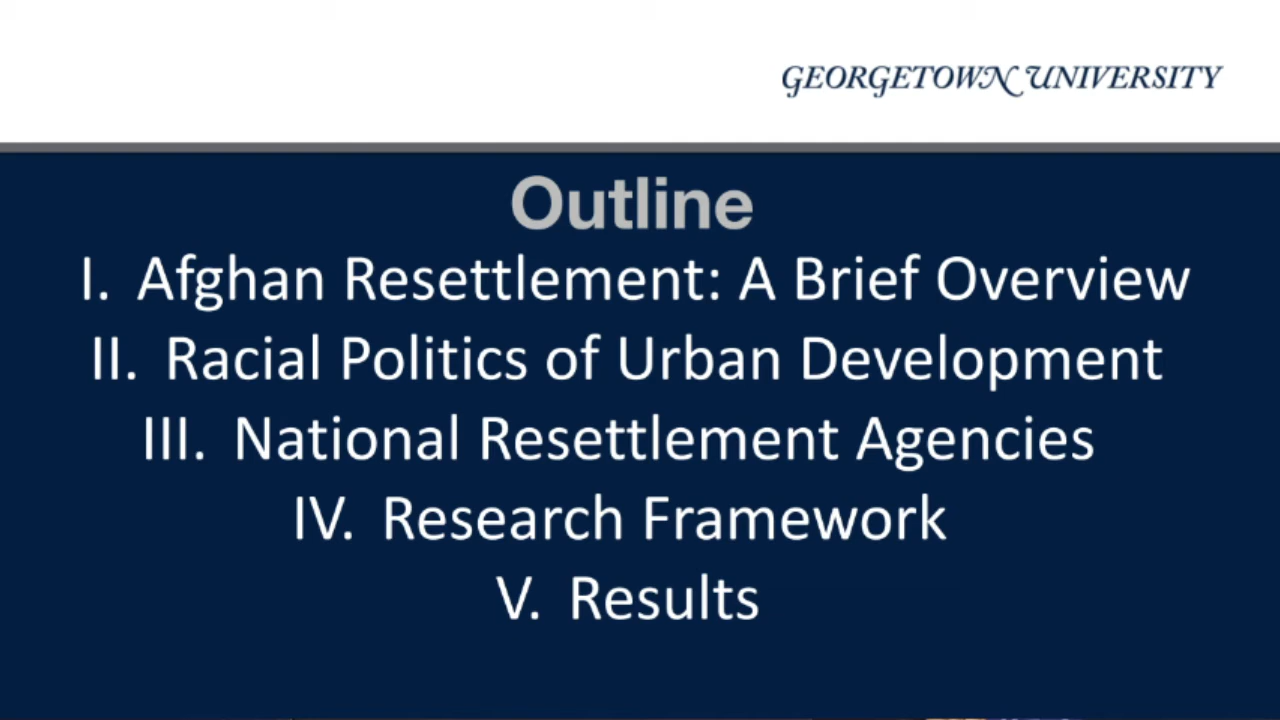 GEORGETOWN UNIVERSITY
Outline
I. Afghan Resettlement: A Brief Overview
II. Racial Politics of Urban Development
III. National Resettlement Agencies
IV. Research Framework
V. Results